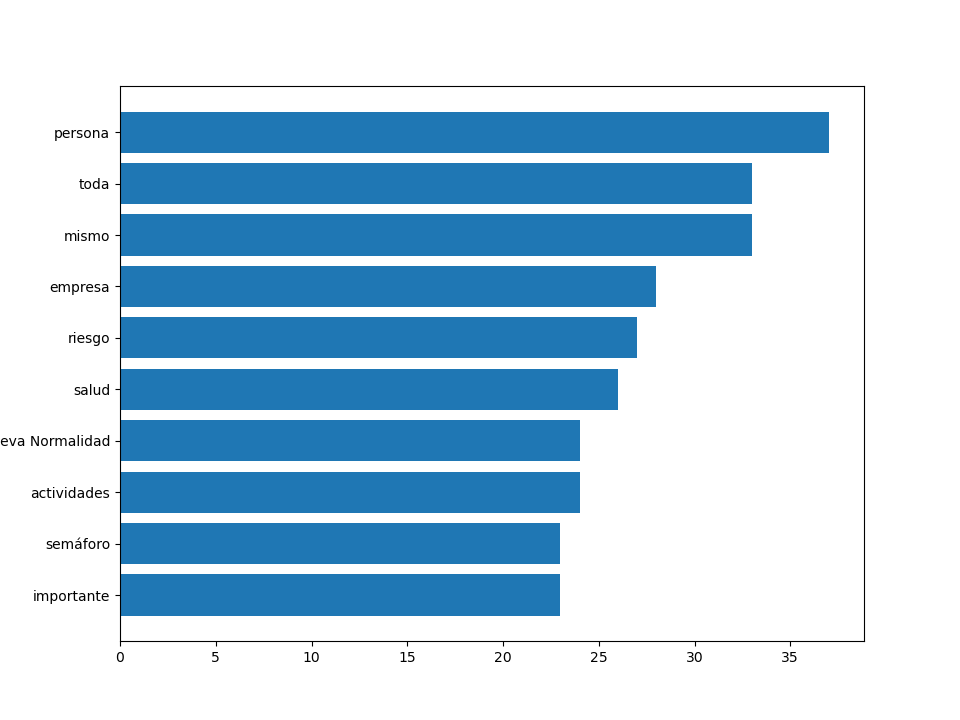 persona
toda
mismo
empresa
riesgo
salud
eva Normalidad
actividades
semáforo
importante
0 5 10 15 20 25 30 35